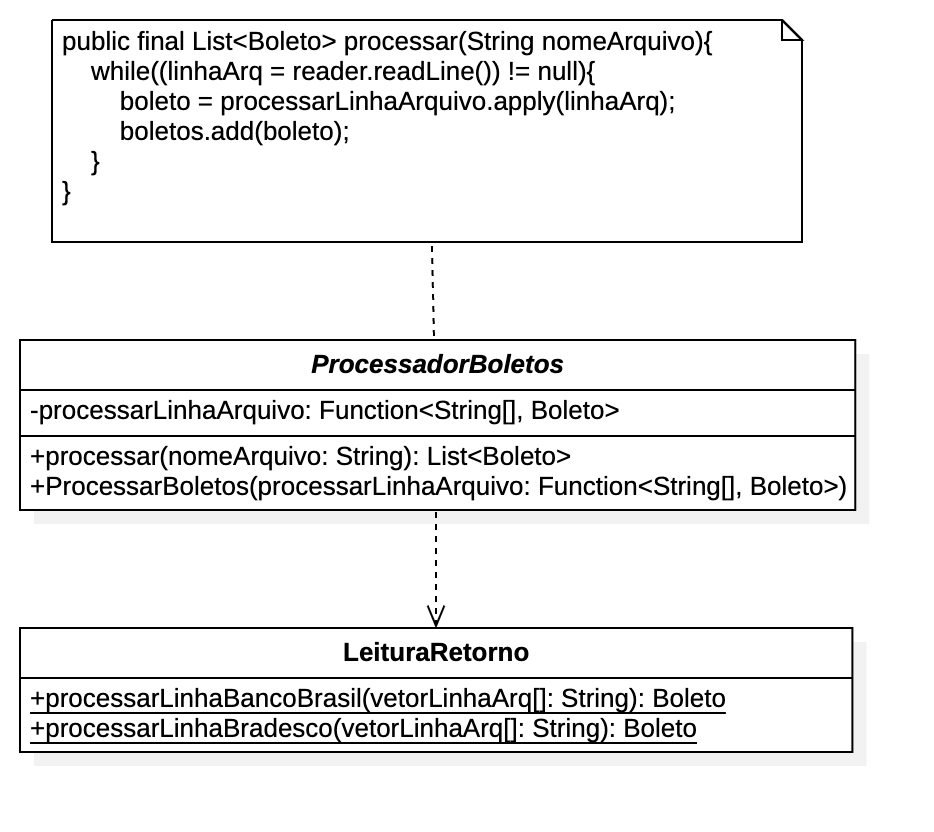 public final List<Boleto> processar(String nomeArquivo){
while((linhaArq = reader.readLine()) != null){
boleto = processarLinhaArquivo.apply(linhaArq);
boletos.add(boleto);
}
}
ProcessadorBoletos
-processarLinhaArquivo: Function<String[], Boleto>
+processar(nomeArquivo: String): List<Boleto>
+ProcessarBoletos(processarLinhaArquivo: Function<String[], Boleto>)
LeituraRetorno
+processarLinhaBancoBrasil(vetorLinhaArq[]: String): Boleto
+processarLinhaBradesco(vetorLinhaArq[]: String): Boleto